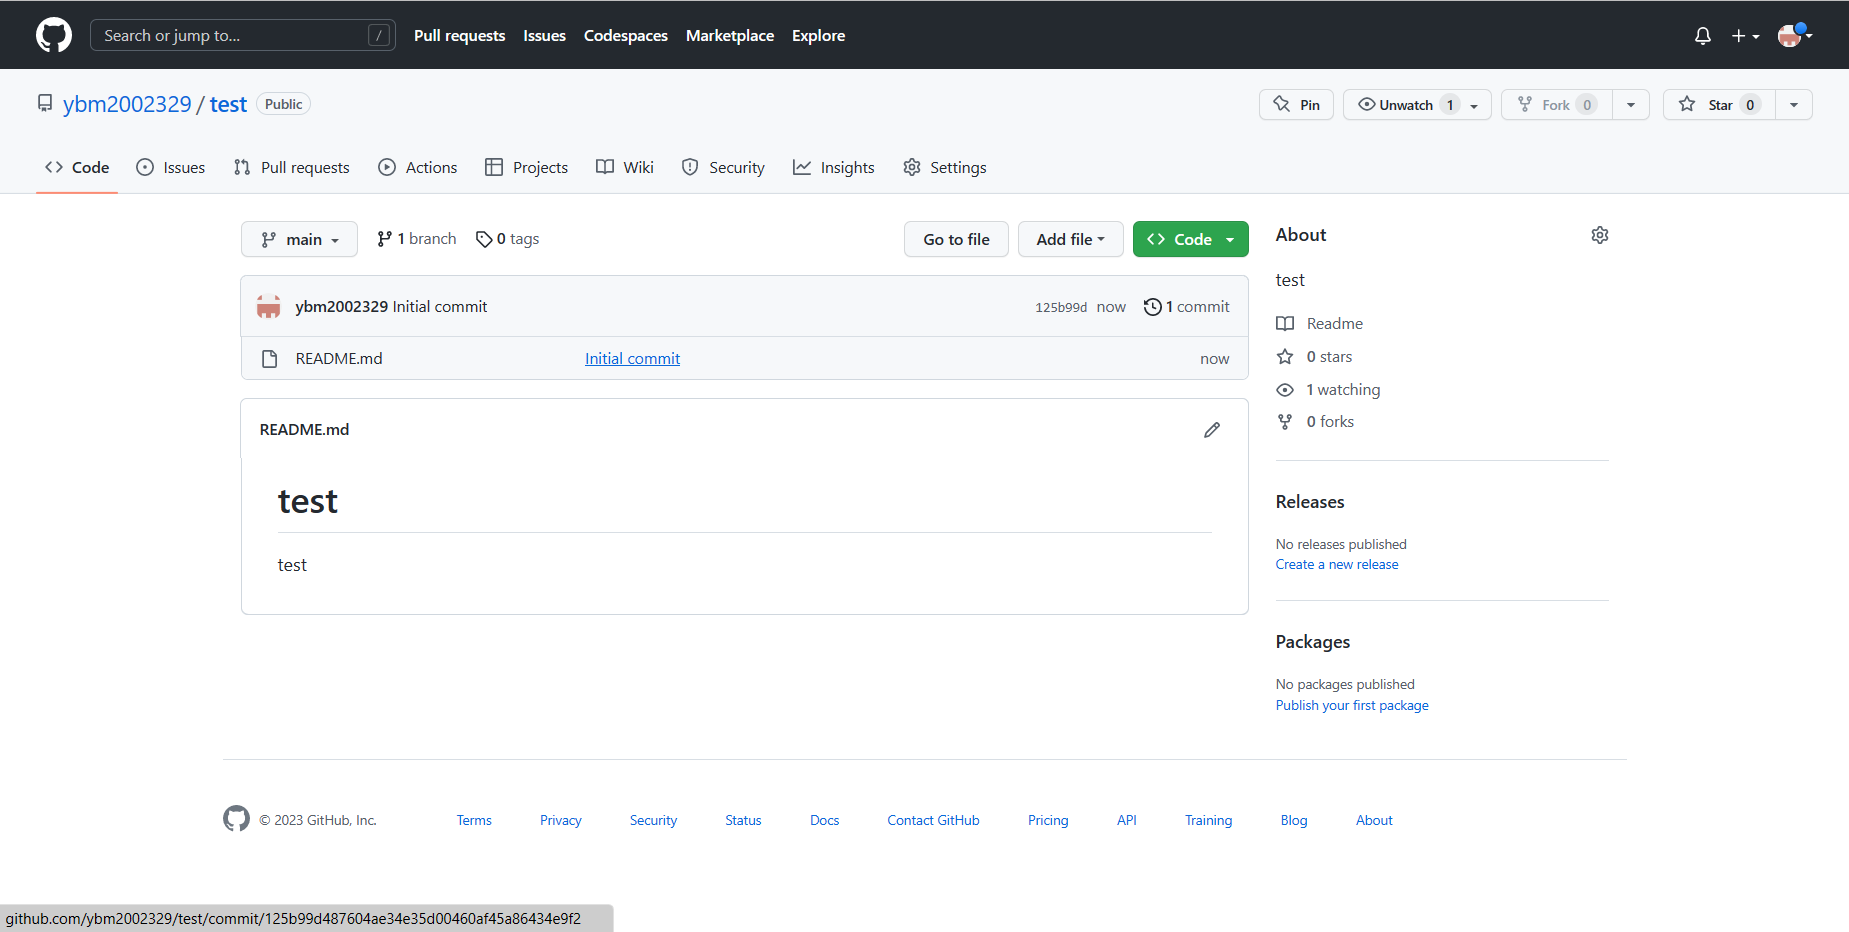 Search or jump to... / Pull requests Issues Codespaces Marketplace Explore
ybm2002329 / test Public Pin Unwatch 1 Fork 0 Star 0
Code Issues Pull requests Actions Projects Wiki Security Insights Settings
main 1 branch 0 tags Go to file Add file Code
ybm2002329 Initial commit 125b99d now 1 commit
README.md Initial commit now
README.md
test
test
About
test
Readme
0 stars
1 watching
0 forks
Releases
No releases published
Create a new release
Packages
No packages published
Publish your first package
© 2023 GitHub, Inc. Terms Privacy Security Status Docs Contact GitHub Pricing API Training Blog About
github.com/ybm2002329/test/commit/125b99d487604ae34e35d00460af45a86434e9f2